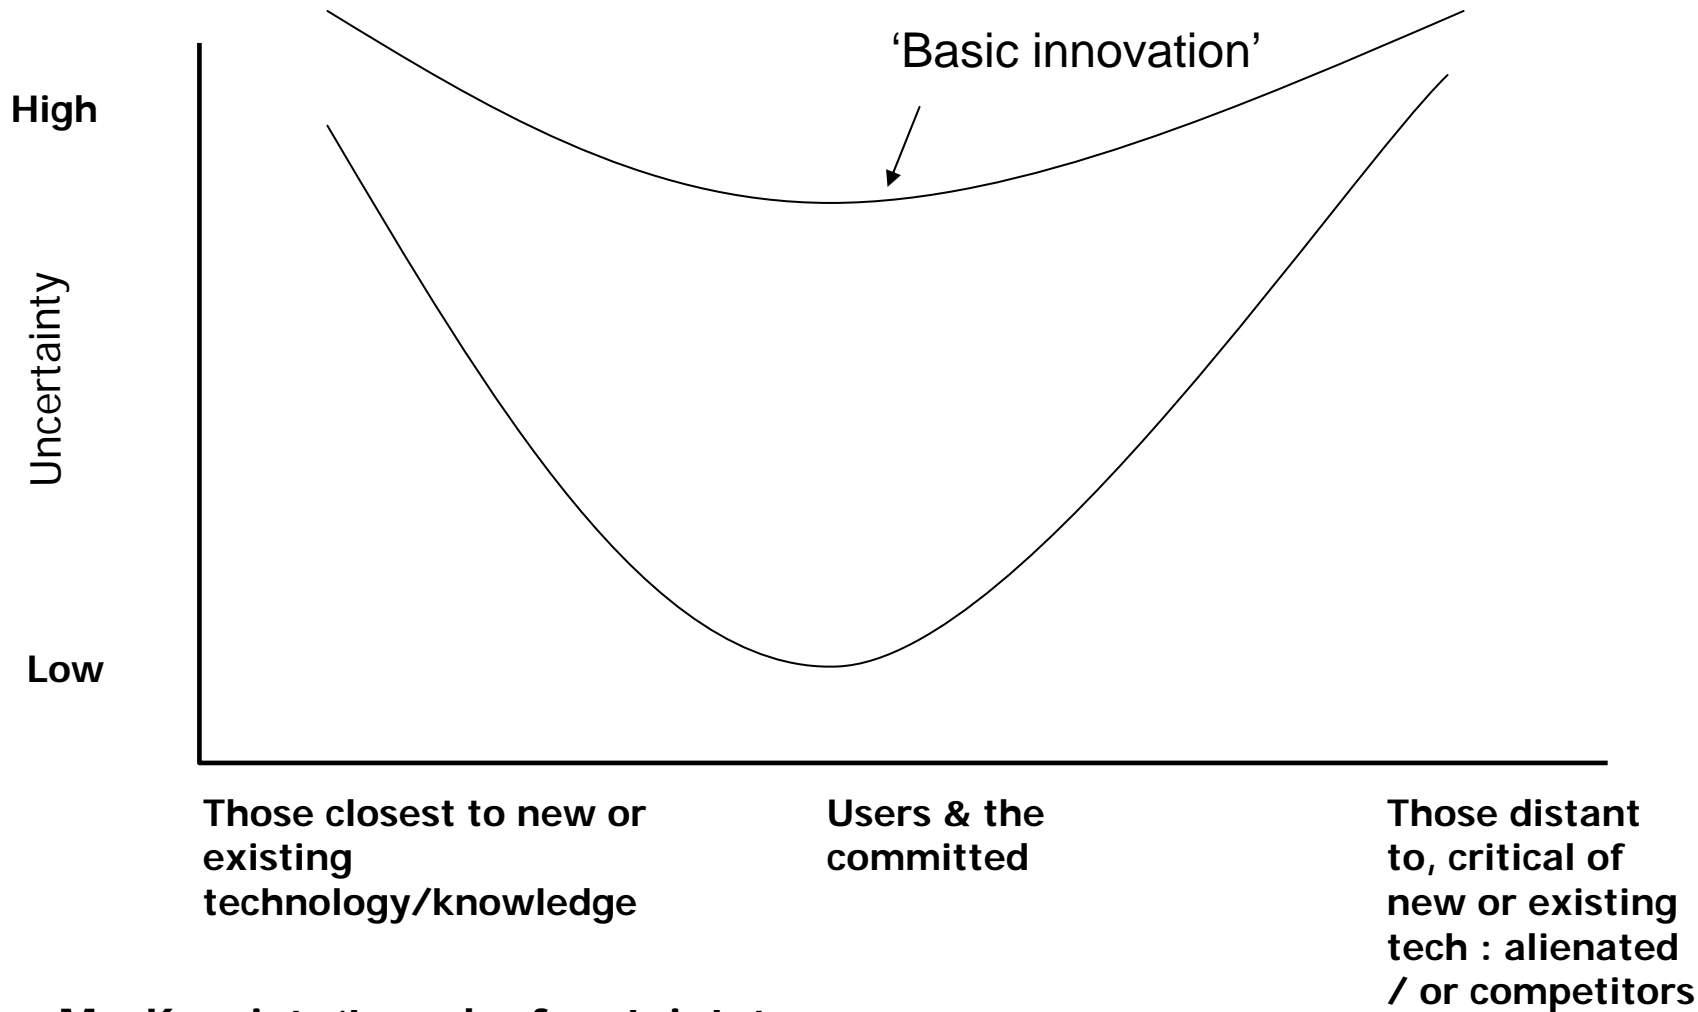 ‘Basic innovation’
High
Uncertainty
Low
Those closest to new or
existing
technology/knowledge
Users & the
committed
Those distant
to, critical of
new or existing
tech : alienated
/ or competitors